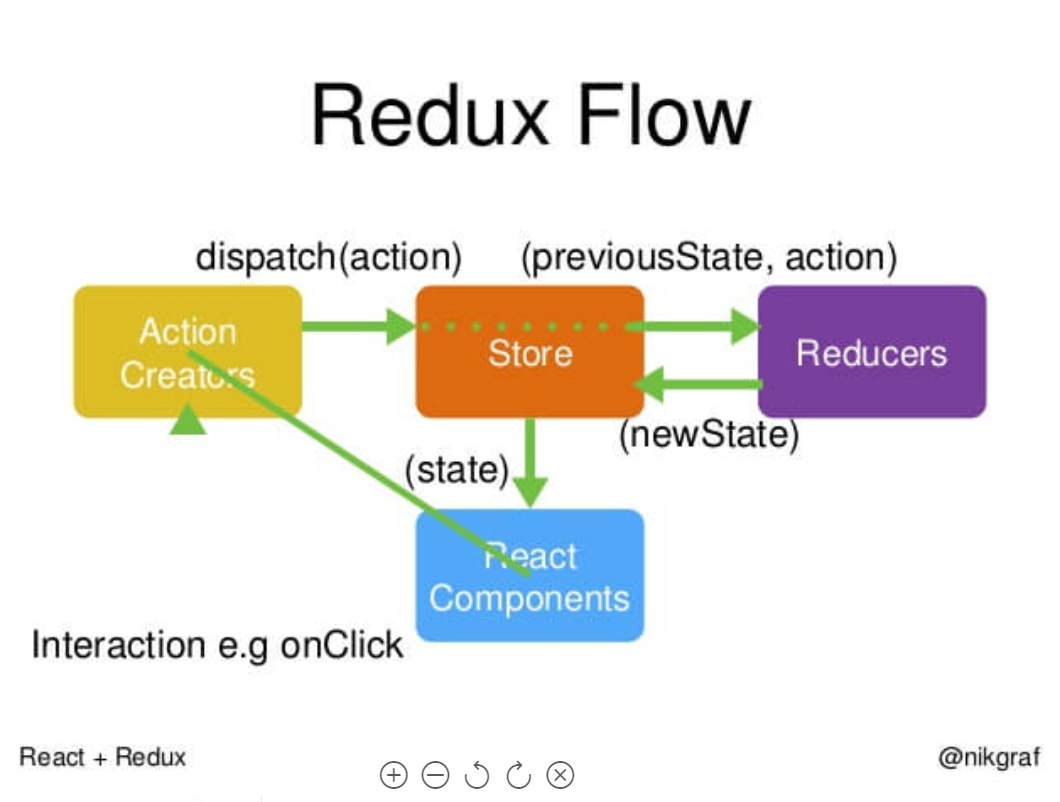 Redux Flow
dispatch(action)
(previousState, action)
Action
Creators
Store
Reducers
(newState)
(state)
React
Components
Interaction e.g onClick
React + Redux
@nikgraf